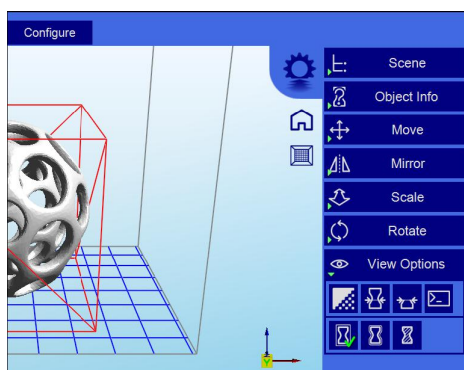 Configure
Scene
Object Info
Move
Mirror
Scale
Rotate
View Options
Y